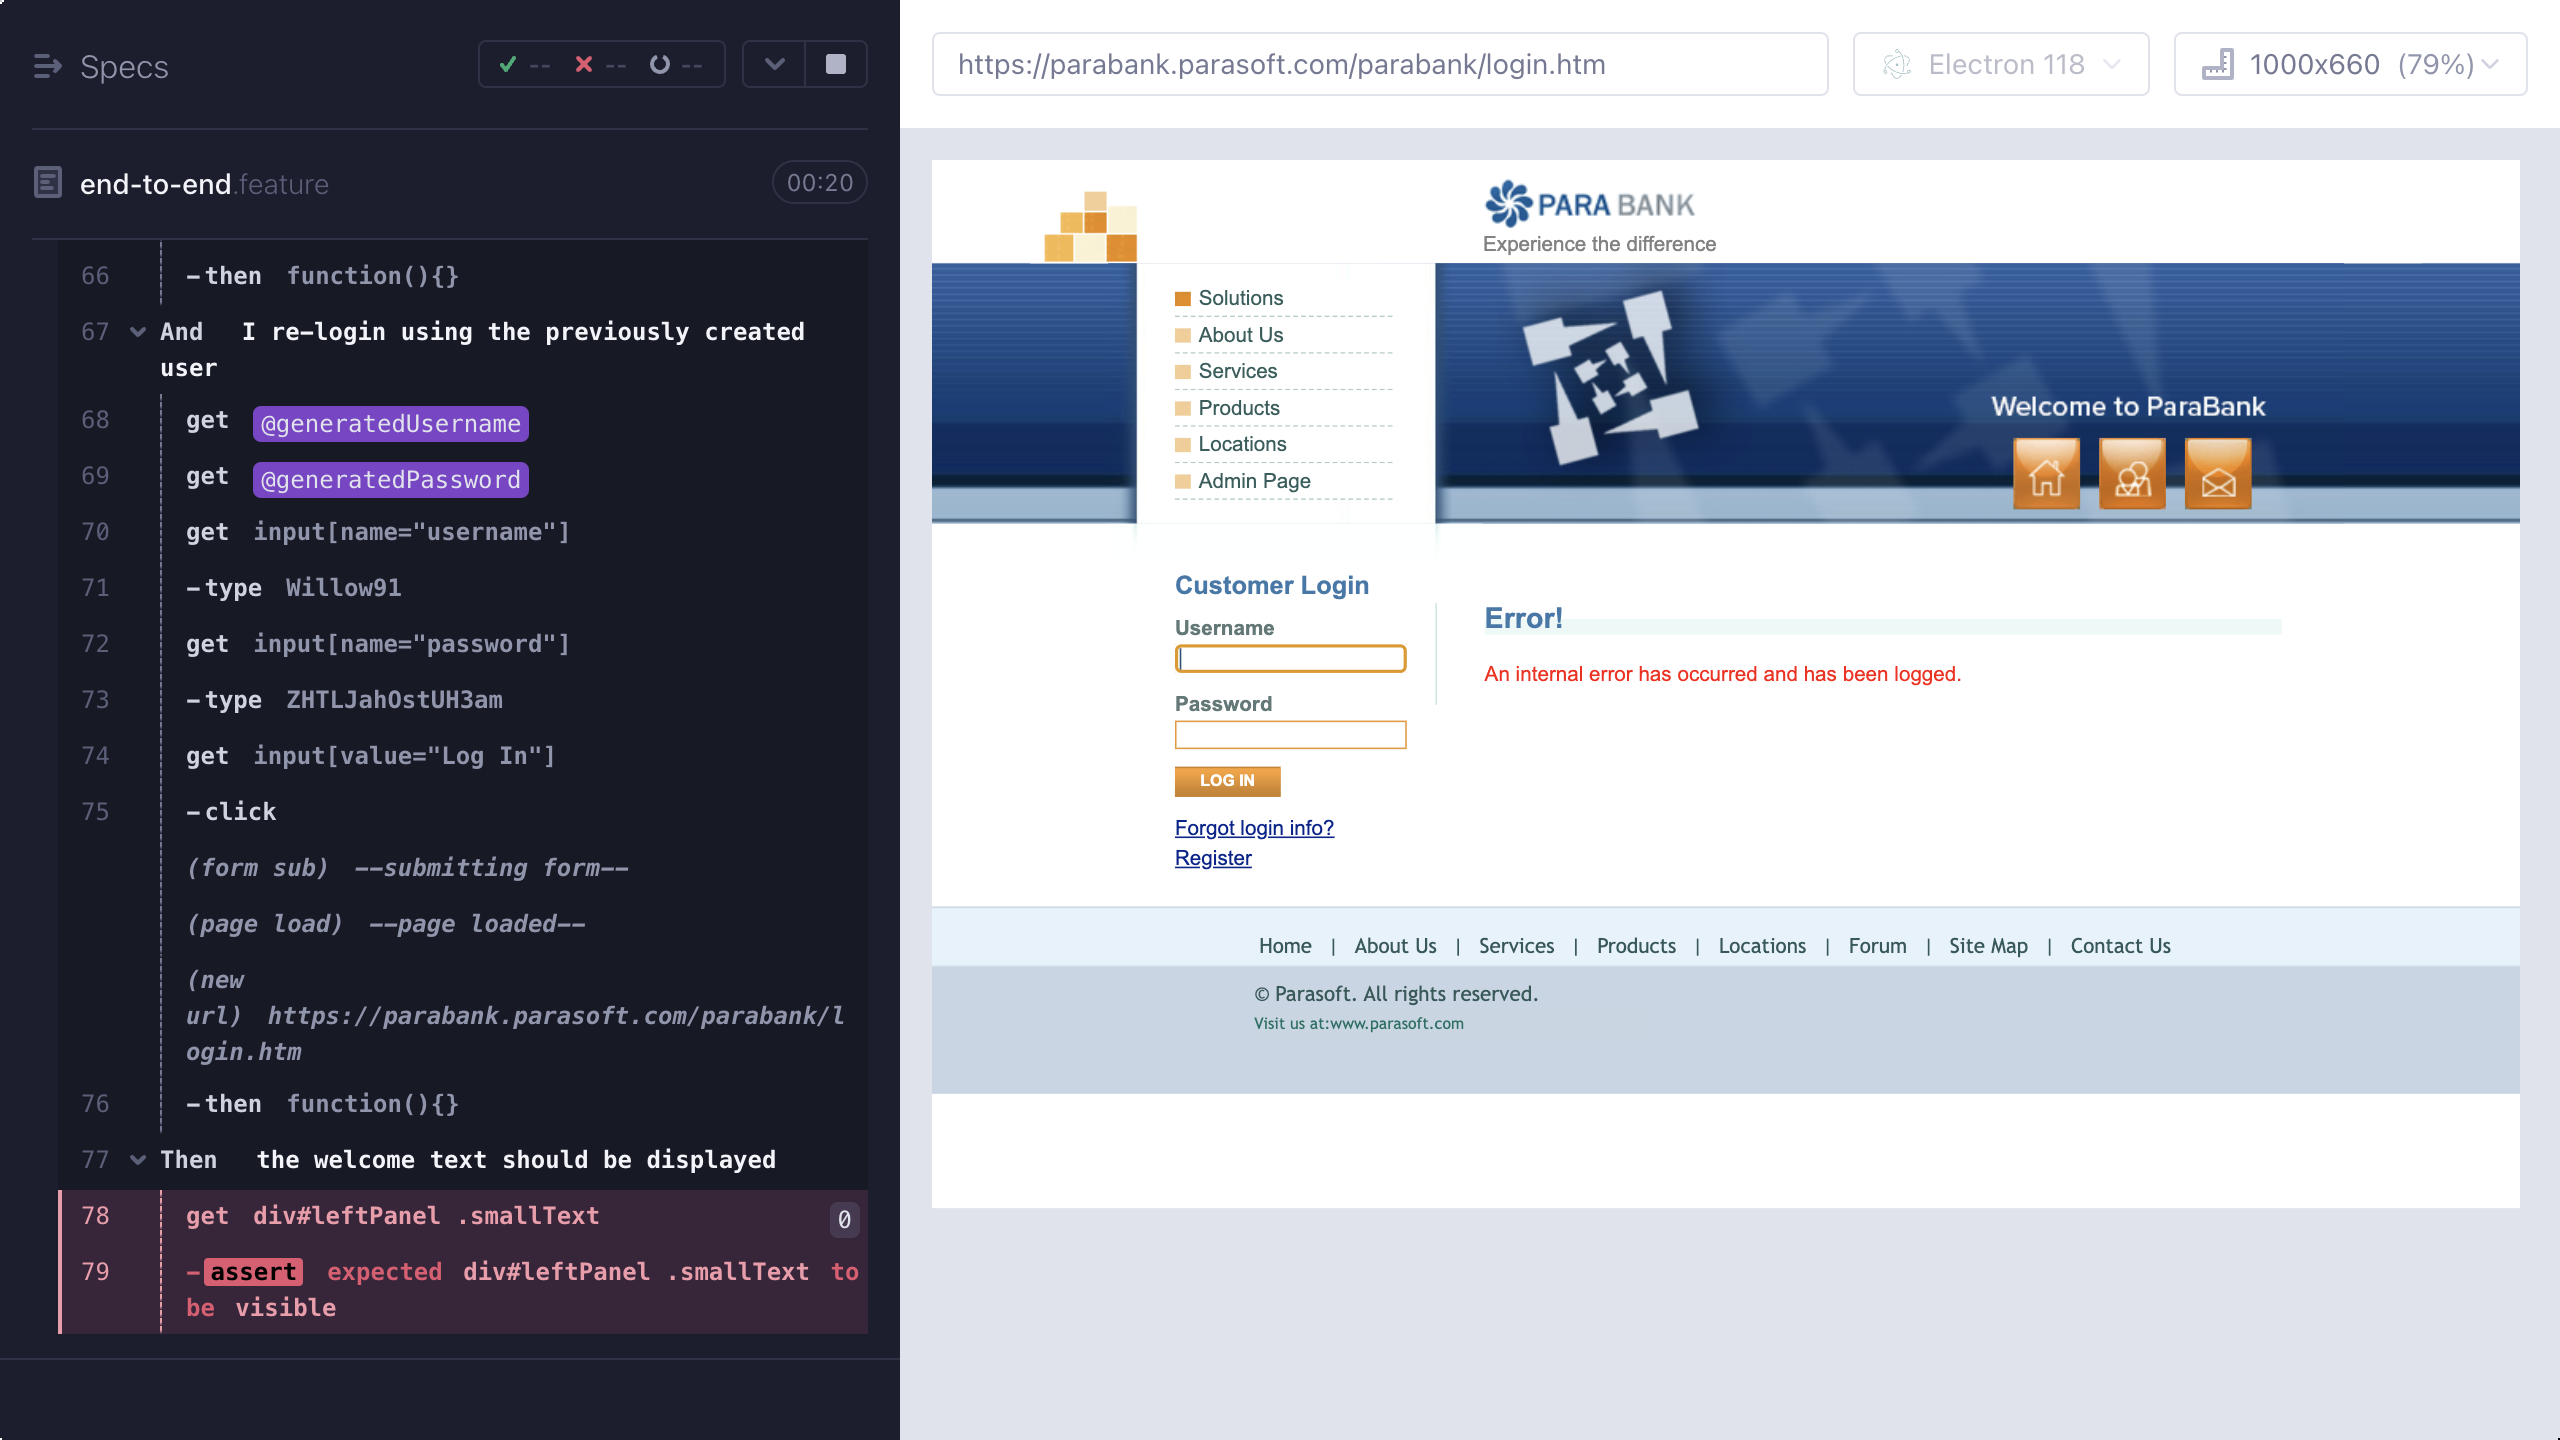 Specs
-- -- --
end-to-end.feature 00:20
66 -then function(){}
67 And I re-login using the previously created
user
68 get @generatedUsername
69 get @generatedPassword
70 get input[name="username"]
71 -type Willow91
72 get input[name="password"]
73 -type ZHTLJahOstUH3am
74 get input[value="Log In"]
75 -click
(form sub) --submitting form--
(page load) --page loaded--
(new
url) https://parabank.parasoft.com/parabank/l
ogin.htm
76 -then function(){}
77 Then the welcome text should be displayed
78 get div#leftPanel .smallText 0
79 -assert expected div#leftPanel .smallText to
be visible
https://parabank.parasoft.com/parabank/login.htm
Electron 118
1000x660 (79%)
PARA BANK
Experience the difference
Solutions
About Us
Services
Products
Locations
Admin Page
Welcome to ParaBank
Customer Login
Username
Password
LOG IN
Forgot login info?
Register
Error!
An internal error has occurred and has been logged.
Home | About Us | Services | Products | Locations | Forum | Site Map | Contact Us
© Parasoft. All rights reserved.
Visit us at:www.parasoft.com